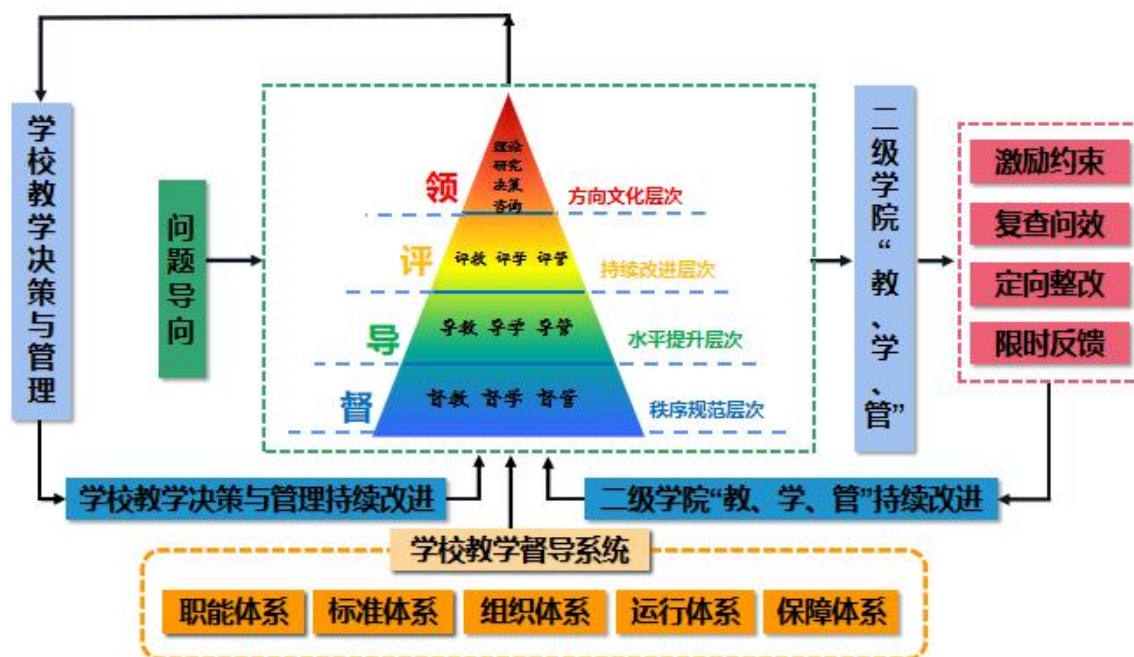 学校教学决策与管理
问题导向
理论
研究
决策
咨询
领
方向文化层次
评
评教 评学 评管
持续改进层次
导
导教 导学 导管
水平提升层次
督
督教 督学 督管
秩序规范层次
二级学院“教、学、管”
激励约束
复查问效
定向整改
限时反馈
学校教学决策与管理持续改进
二级学院“教、学、管”持续改进
学校教学督导系统
职能体系
标准体系
组织体系
运行体系
保障体系